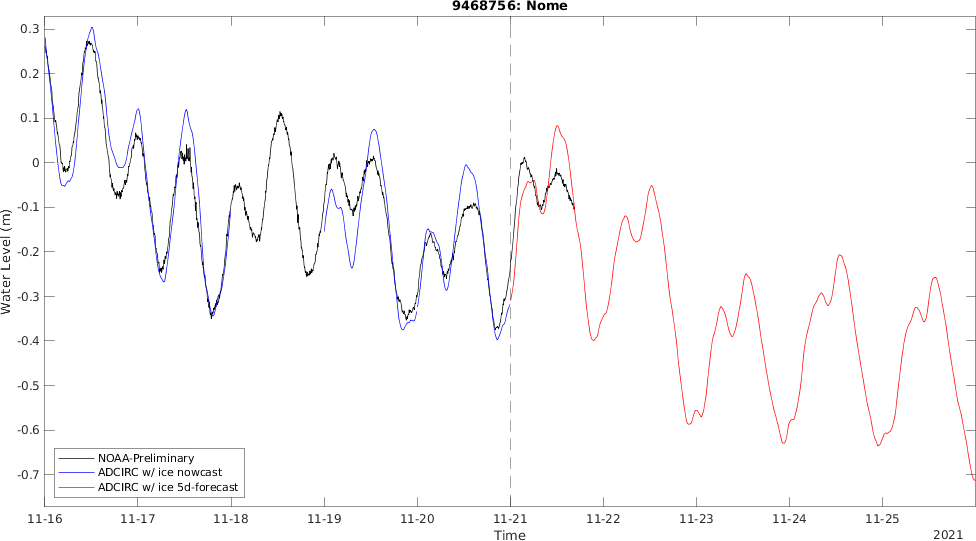 9468756: Nome
0.3
0.2
0.1
0
-0.1
-0.2
-0.3
-0.4
-0.5
-0.6
-0.7
Water Level (m)
NOAA-Preliminary
ADCIRC w/ ice nowcast
ADCIRC w/ ice 5d-forecast
11-16 11-17 11-18 11-19 11-20 11-21 11-22 11-23 11-24 11-25
Time
2021